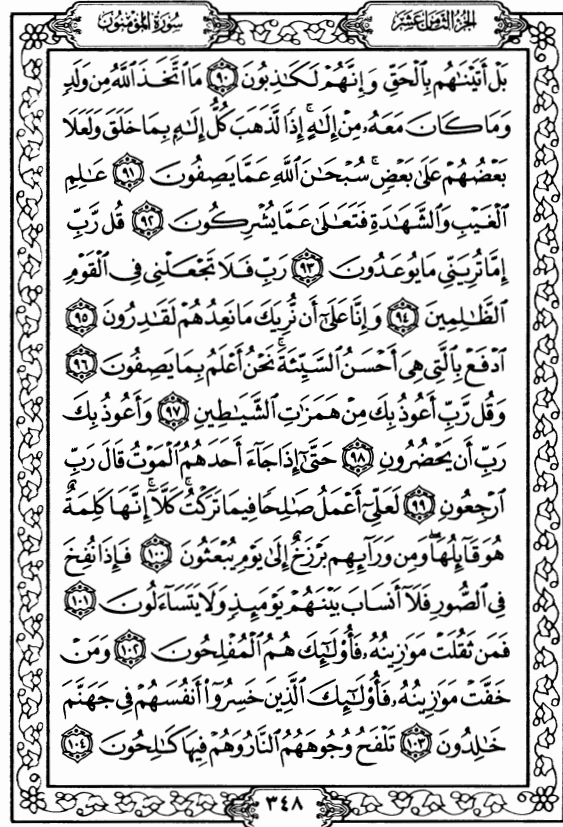 الجزء الثامن عشر
سورة المؤمنون
بَلْ أَتَيْنَٰهُم بِٱلْحَقِّ وَإِنَّهُمْ لَكَٰذِبُونَ ٩٠ مَا ٱتَّخَذَ ٱللَّهُ مِن وَلَدٍ
وَمَا كَانَ مَعَهُۥ مِنْ إِلَٰهٍ ۚ إِذًا لَّذَهَبَ كُلُّ إِلَٰهٍۭ بِمَا خَلَقَ وَلَعَلَا
بَعْضُهُمْ عَلَىٰ بَعْضٍ ۚ سُبْحَٰنَ ٱللَّهِ عَمَّا يَصِفُونَ ٩١ عَٰلِمِ
ٱلْغَيْبِ وَٱلشَّهَٰدَةِ فَتَعَٰلَىٰ عَمَّا يُشْرِكُونَ ٩٢ قُل رَّبِّ
إِمَّا تُرِيَنِّى مَا يُوعَدُونَ ٩٣ رَبِّ فَلَا تَجْعَلْنِى فِى ٱلْقَوْمِ
ٱلظَّٰلِمِينَ ٩٤ وَإِنَّا عَلَىٰٓ أَن نُّرِيَكَ مَا نَعِدُهُمْ لَقَٰدِرُونَ ٩٥
ٱدْفَعْ بِٱلَّتِى هِىَ أَحْسَنُ ٱلسَّيِّئَةَ ۚ نَحْنُ أَعْلَمُ بِمَا يَصِفُونَ ٩٦
وَقُل رَّبِّ أَعُوذُ بِكَ مِنْ هَمَزَٰتِ ٱلشَّيَٰطِينِ ٩٧ وَأَعُوذُ بِكَ
رَبِّ أَن يَحْضُرُونِ ٩٨ حَتَّىٰٓ إِذَا جَآءَ أَحَدَهُمُ ٱلْمَوْتُ قَالَ رَبِّ
ٱرْجِعُونِ ٩٩ لَعَلِّىٓ أَعْمَلُ صَٰلِحًا فِيمَا تَرَكْتُ ۚ كَلَّآ ۚ إِنَّهَا كَلِمَةٌ
هُوَ قَآئِلُهَا ۖ وَمِن وَرَآئِهِم بَرْزَخٌ إِلَىٰ يَوْمِ يُبْعَثُونَ ١٠٠ فَإِذَا نُفِخَ
فِى ٱلصُّورِ فَلَآ أَنسَابَ بَيْنَهُمْ يَوْمَئِذٍ وَلَا يَتَسَآءَلُونَ ١٠١
فَمَن ثَقُلَتْ مَوَٰزِينُهُۥ فَأُو۟لَٰٓئِكَ هُمُ ٱلْمُفْلِحُونَ ١٠٢ وَمَنْ
خَفَّتْ مَوَٰزِينُهُۥ فَأُو۟لَٰٓئِكَ ٱلَّذِينَ خَسِرُوٓا۟ أَنفُسَهُمْ فِى جَهَنَّمَ
خَٰلِدُونَ ١٠٣ تَلْفَحُ وُجُوهَهُمُ ٱلنَّارُ وَهُمْ فِيهَا كَٰلِحُونَ ١٠٤
٣٤٨